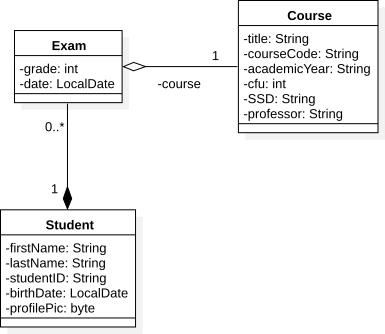 Course
-title: String
-courseCode: String
-academicYear: String
-cfu: int
-SSD: String
-professor: String
Exam
-grade: int
-date: LocalDate
1
-course
0..*
1
Student
-firstName: String
-lastName: String
-studentID: String
-birthDate: LocalDate
-profilePic: byte